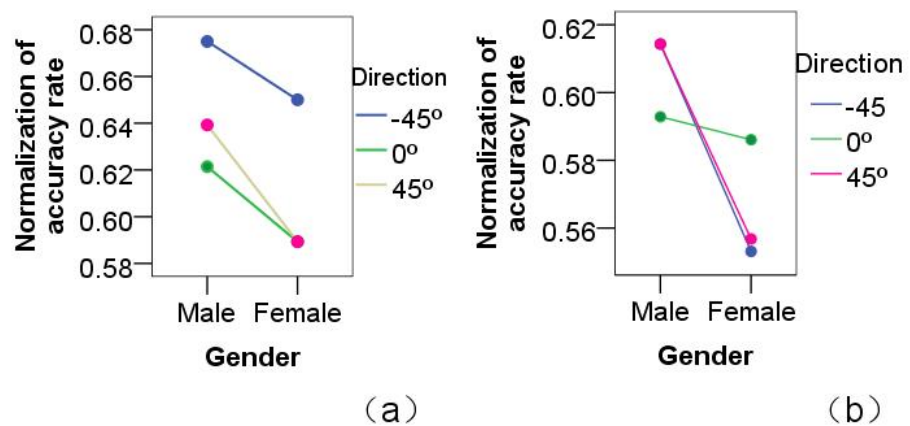 Normalization of
accuracy rate
0.68
0.66
0.64
0.62
0.60
0.58
Male Female
Gender
Direction
-45º
0º
45º
(a)
Normalization of
accuracy rate
0.62
0.60
0.58
0.56
Male Female
Gender
Direction
-45
0º
45º
(b)